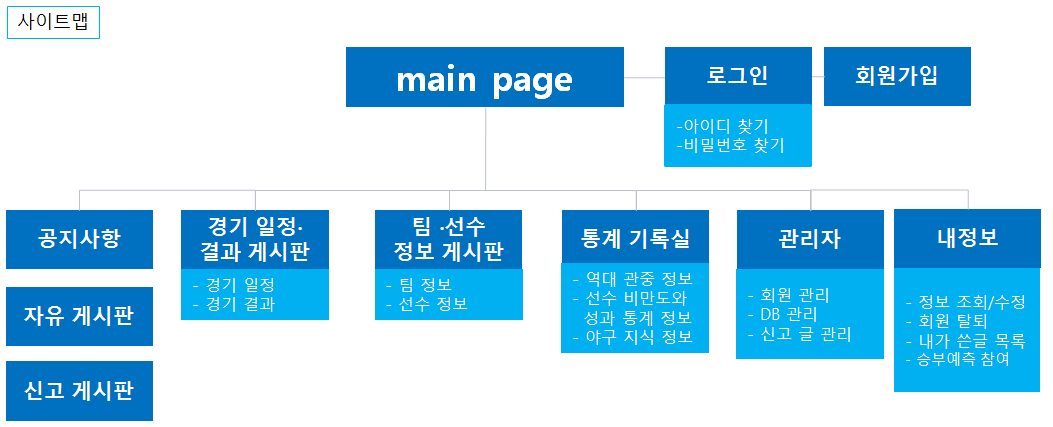 사이트맵
main page
로그인
-아이디 찾기
-비밀번호 찾기
회원가입
공지사항
자유 게시판
신고 게시판
경기 일정·
결과 게시판
- 경기 일정
- 경기 결과
팀 ·선수
정보 게시판
- 팀 정보
- 선수 정보
통계 기록실
- 역대 관중 정보
- 선수 비만도와
성과 통계 정보
- 야구 지식 정보
관리자
- 회원 관리
- DB 관리
- 신고 글 관리
내정보
- 정보 조회/수정
- 회원 탈퇴
- 내가 쓴글 목록
- 승부예측 참여